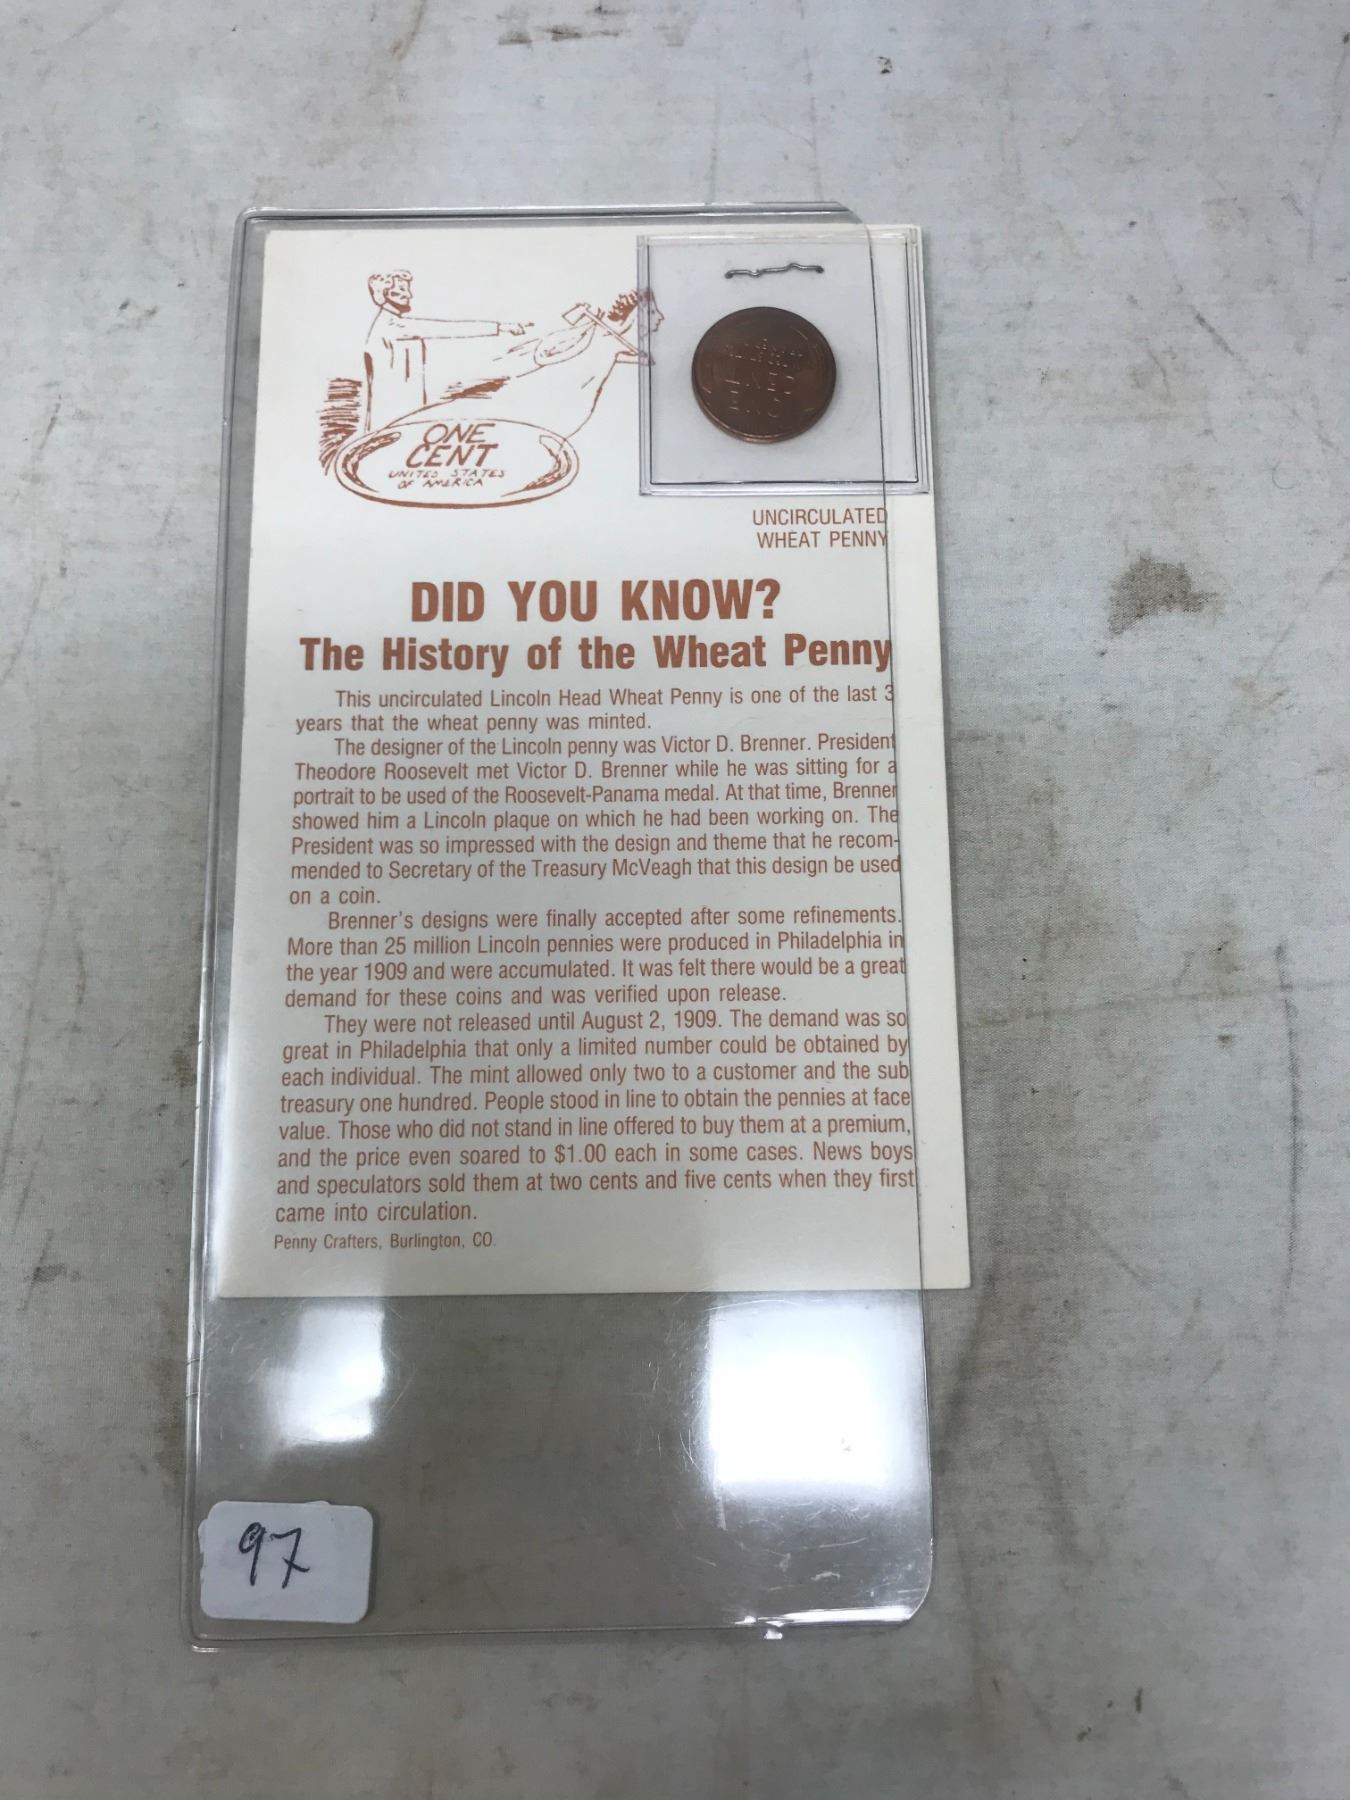 ONE
CENT
UNITED STATES
OF AMERICA
ONE
CENT
UNCIRCULATED
WHEAT PENNY
DID YOU KNOW?
The History of the Wheat Penny
This uncirculated Lincoln Head Wheat Penny is one of the last 3
years that the wheat penny was minted.
The designer of the Lincoln penny was Victor D. Brenner. President
Theodore Roosevelt met Victor D. Brenner while he was sitting for a
portrait to be used of the Roosevelt-Panama medal. At that time, Brenner
showed him a Lincoln plaque on which he had been working on. The
President was so impressed with the design and theme that he recom-
mended to Secretary of the Treasury McVeagh that this design be used
on a coin.
Brenner's designs were finally accepted after some refinements.
More than 25 million Lincoln pennies were produced in Philadelphia in
the year 1909 and were accumulated. It was felt there would be a great
demand for these coins and was verified upon release.
They were not released until August 2, 1909. The demand was so
great in Philadelphia that only a limited number could be obtained by
each individual. The mint allowed only two to a customer and the sub
treasury one hundred. People stood in line to obtain the pennies at face
value. Those who did not stand in line offered to buy them at a premium,
and the price even soared to $1.00 each in some cases. News boys
and speculators sold them at two cents and five cents when they first
came into circulation.
Penny Crafters, Burlington, CO.
97